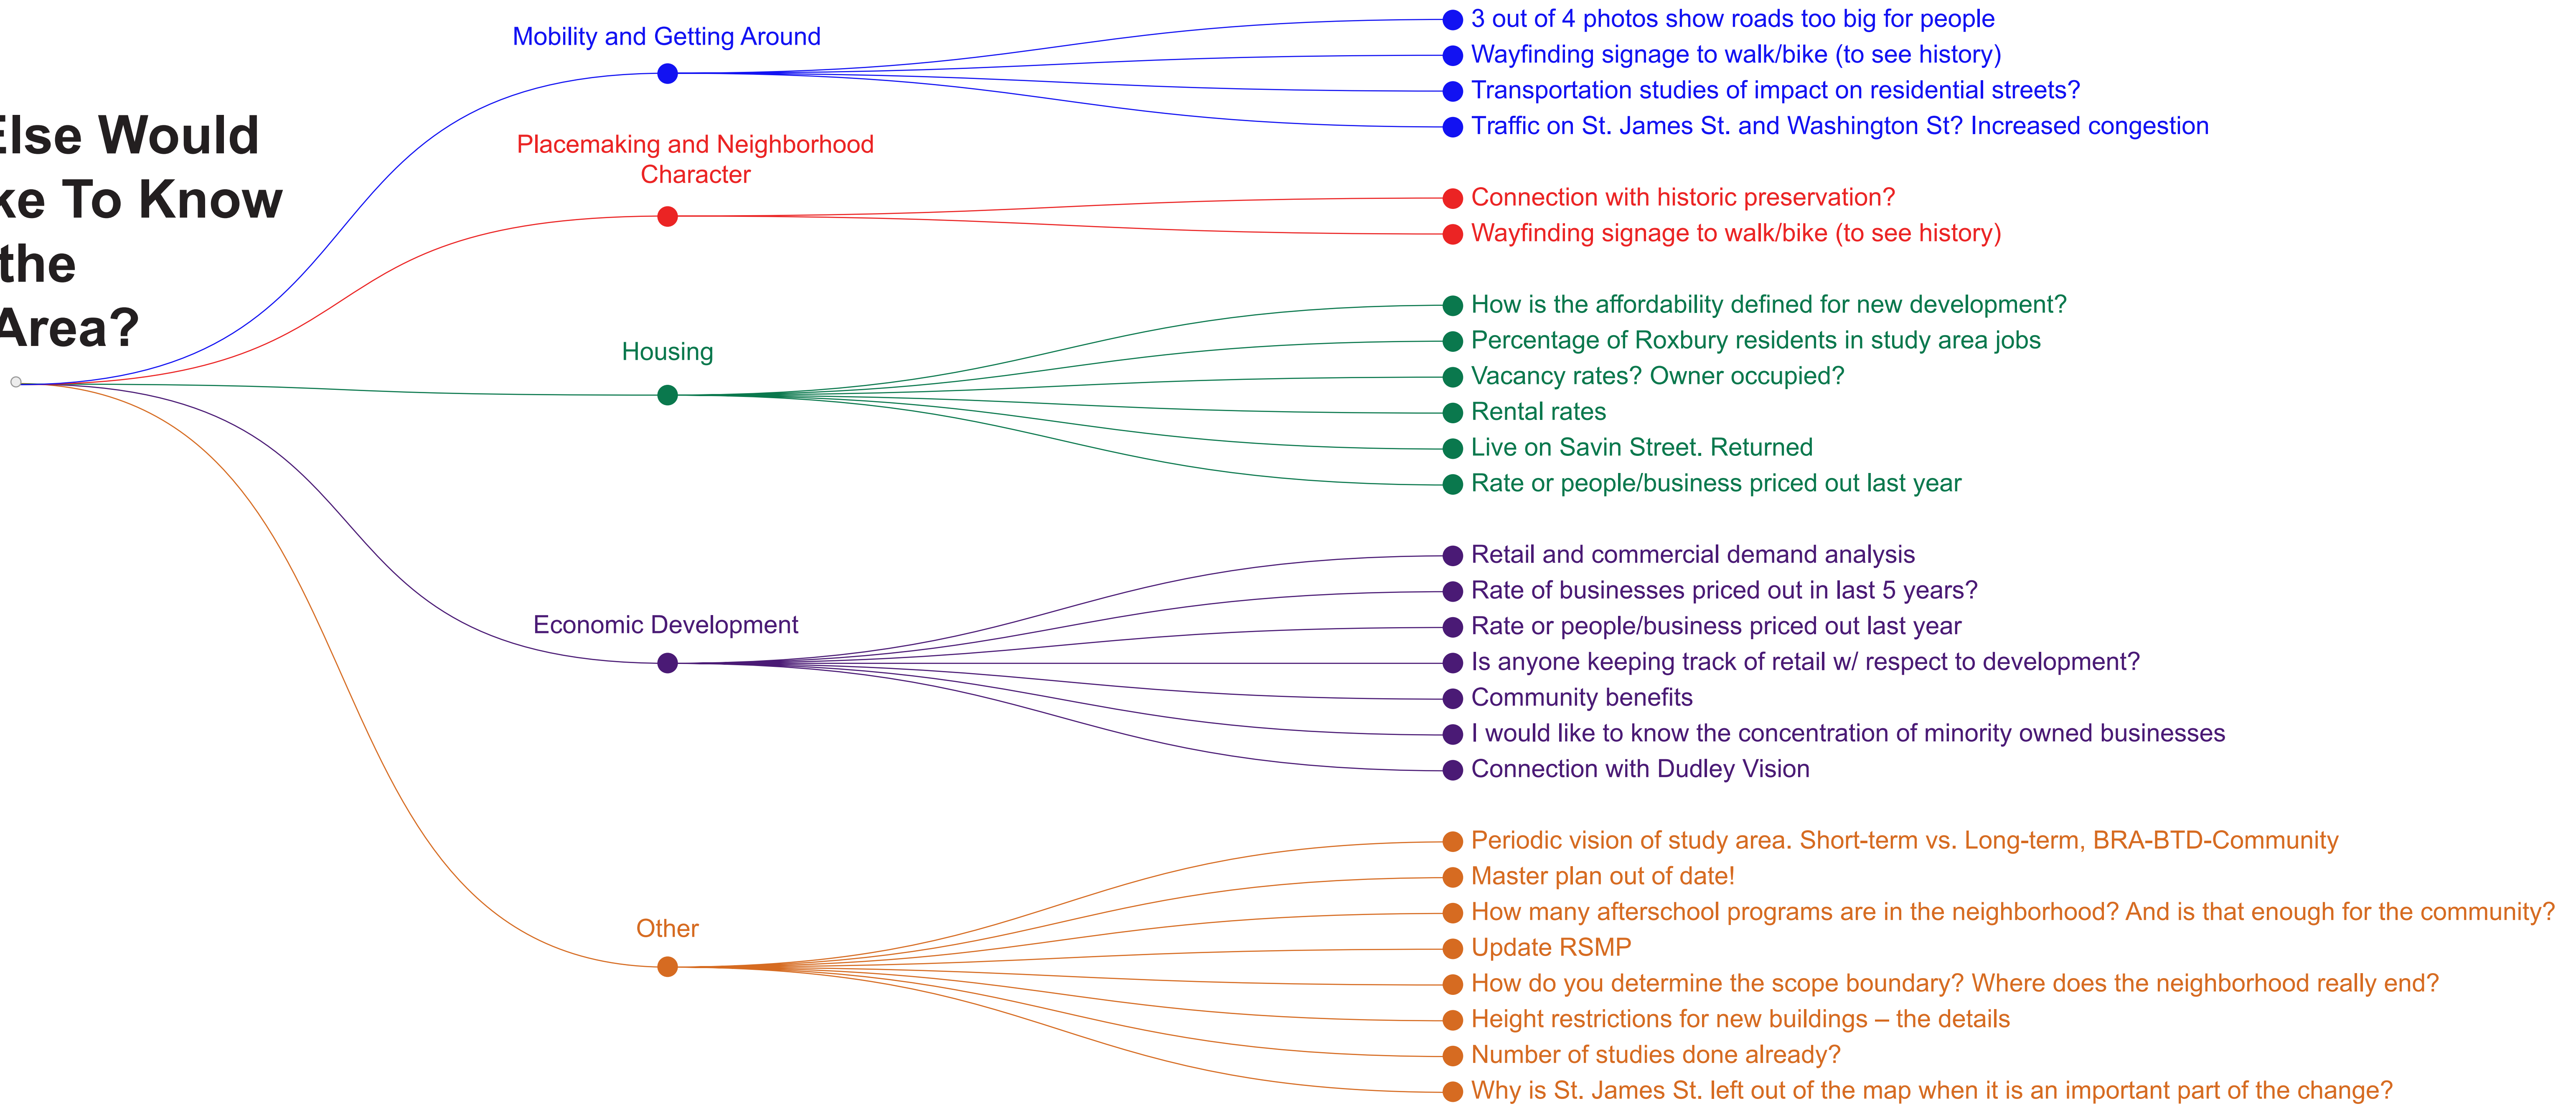 Else Would
ke To Know
the
Area?
Mobility and Getting Around
3 out of 4 photos show roads too big for people
Wayfinding signage to walk/bike (to see history)
Transportation studies of impact on residential streets?
Traffic on St. James St. and Washington St? Increased congestion
Placemaking and Neighborhood
Character
Connection with historic preservation?
Wayfinding signage to walk/bike (to see history)
Housing
How is the affordability defined for new development?
Percentage of Roxbury residents in study area jobs
Vacancy rates? Owner occupied?
Rental rates
Live on Savin Street. Returned
Rate or people/business priced out last year
Economic Development
Retail and commercial demand analysis
Rate of businesses priced out in last 5 years?
Rate or people/business priced out last year
Is anyone keeping track of retail w/ respect to development?
Community benefits
I would like to know the concentration of minority owned businesses
Connection with Dudley Vision
Other
Periodic vision of study area. Short-term vs. Long-term, BRA-BTD-Community
Master plan out of date!
How many afterschool programs are in the neighborhood? And is that enough for the community?
Update RSMP
How do you determine the scope boundary? Where does the neighborhood really end?
Height restrictions for new buildings – the details
Number of studies done already?
Why is St. James St. left out of the map when it is an important part of the change?